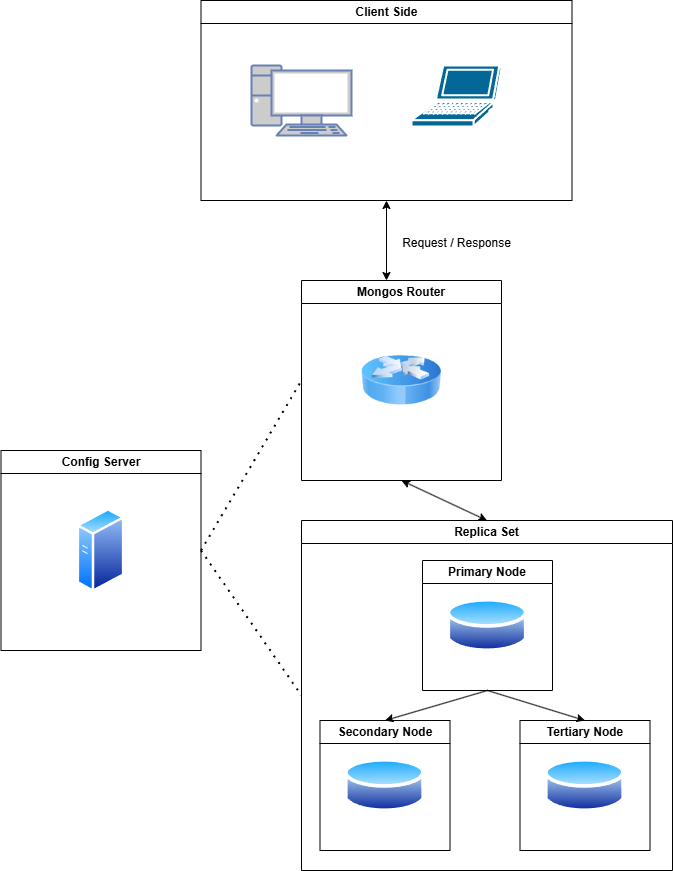 Client Side
Request / Response
Mongos Router
Config Server
Replica Set
Primary Node
Secondary Node
Tertiary Node